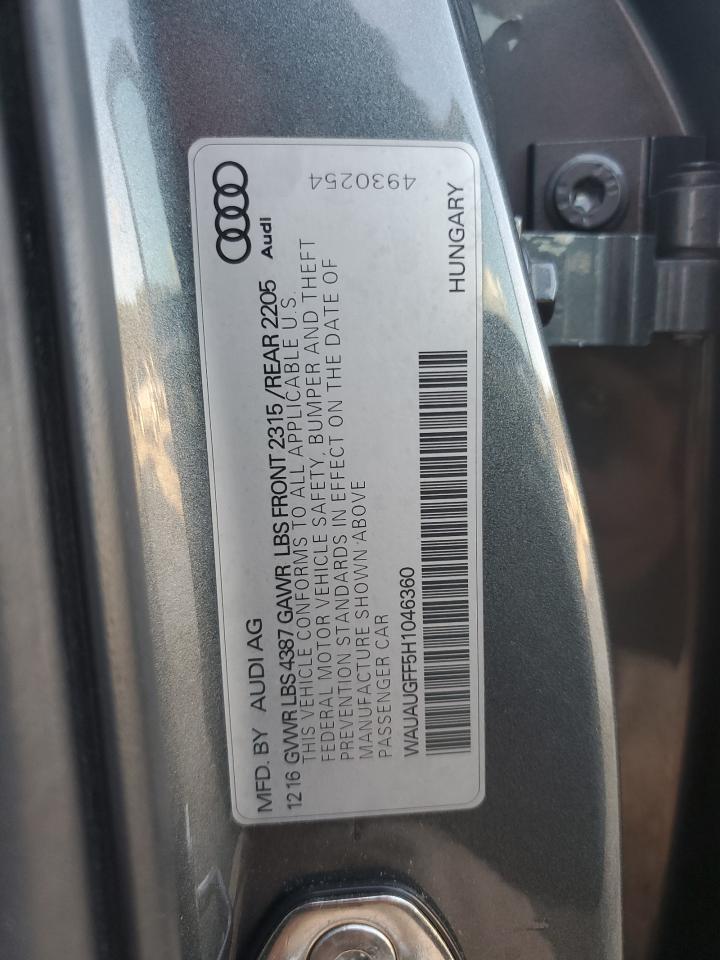 MFD. BY AUDI AG
Audi
12 16 GVWR LBS 4387 GAWR LBS FRONT 2315 /REAR 2205
THIS VEHICLE CONFORMS TO ALL APPLICABLE U.S.
FEDERAL MOTOR VEHICLE SAFETY, BUMPER AND THEFT
PREVENTION STANDARDS IN EFFECT ON THE DATE OF
MANUFACTURE SHOWN ABOVE
PASSENGER CAR
4930254
WAUAUGFF5H1046360
HUNGARY